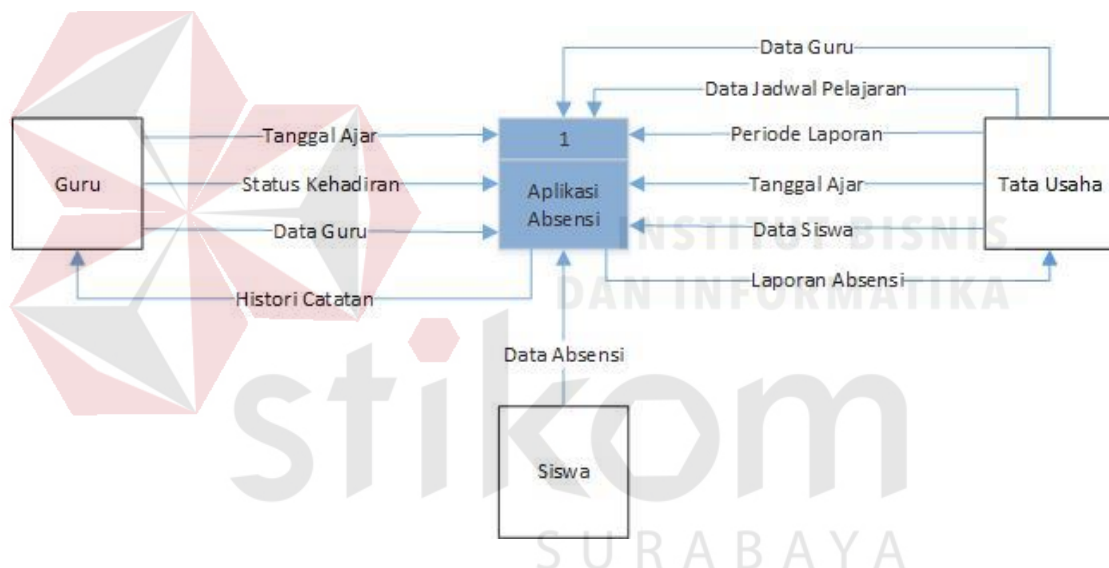 Data Guru
Data Jadwal Pelajaran
Tanggal Ajar
1
Periode Laporan
Guru
Status Kehadiran
Aplikasi
Absensi
Tanggal Ajar
Tata Usaha
Data Guru
Data Siswa
INSTITUT BISNIS
DAN INFORMATIKA
Histori Catatan
Laporan Absensi
Data Absensi
stikom
Siswa
SURABAYA